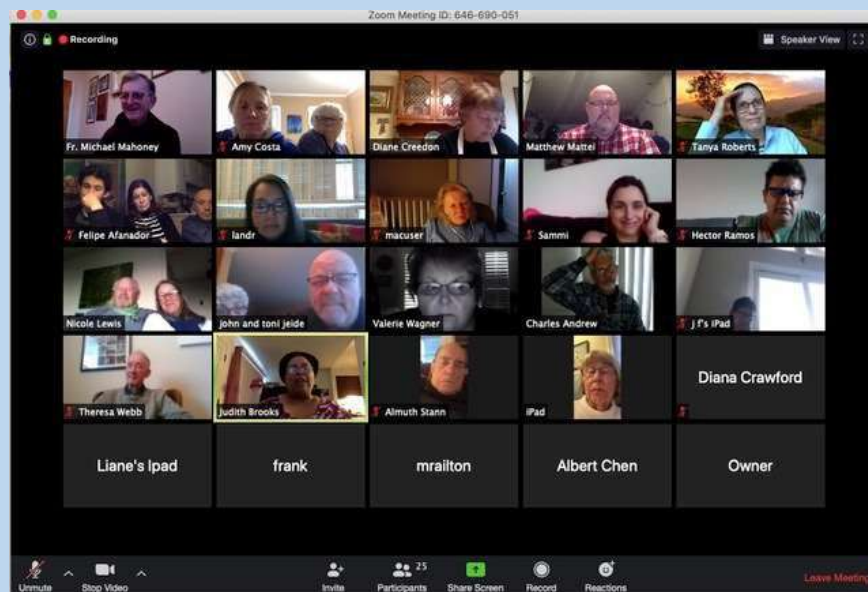 Zoom Meeting ID: 646-690-051
Recording
Speaker View
Fr. Michael Mahoney
Amy Costa
Diane Creedon
Matthew Mattei
Tanya Roberts
Felipe Afanador
landr
macuser
Sammi
Hector Ramos
Nicole Lewis
john and toni jeide
Valerie Wagner
Charles Andrew
j f's iPad
Theresa Webb
Judith Brooks
Almuth Stann
iPad
Diana Crawford
Liane's Ipad
frank
mrailton
Albert Chen
Owner
25
Unmute
Stop Video
Invite
Participants
Share Screen
Record
Reactions
Leave Meeting